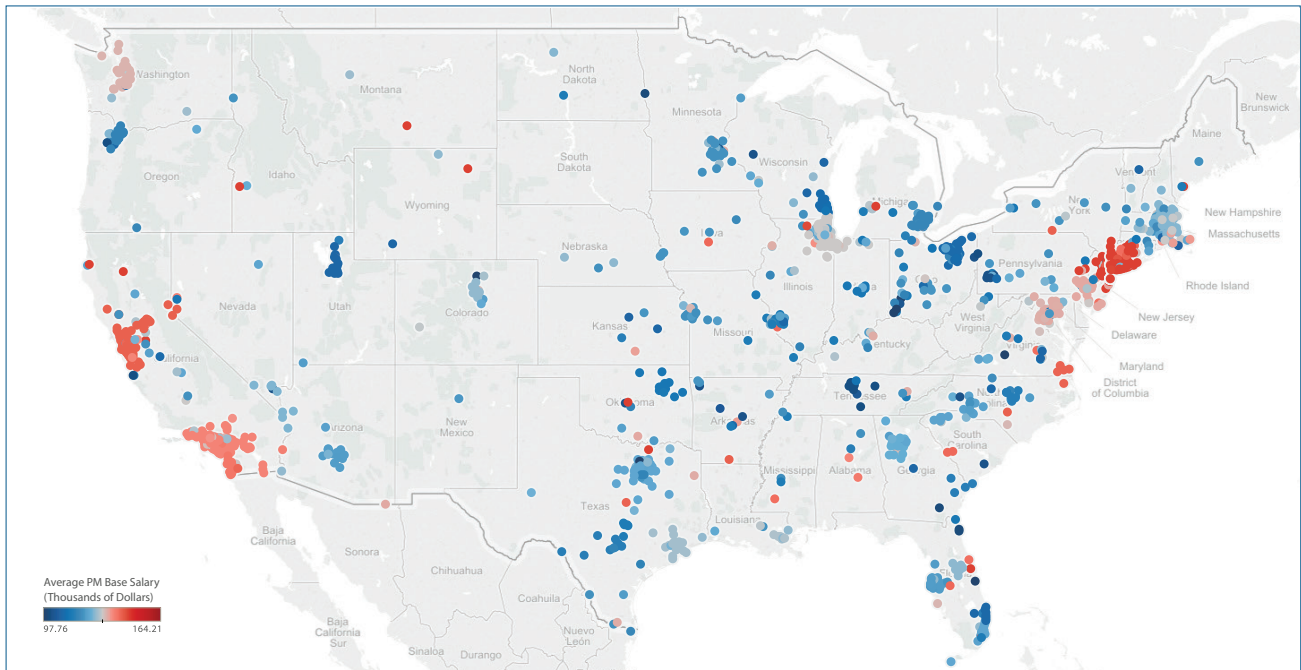 Washington
Montana
North
Dakota
Minnesota
Maine
New
Brunswick
Oregon
Idaho
South
Dakota
Wisconsin
Vermont
Wyoming
Michiga
Ne
York
New Hampshire
Massachusetts
Nebraska
Iowa
Pennsylvania
Rhode Island
Nevada
Utah
Colorado
Illinois
Kansas
Missouri
West
Virginia
New Jersey
Delaware
California
Kentucky
Virginia
Maryland
District
of Columbia
Oklahoma
Tennessee
Arizona
New
Mexico
Arkansas
South
Carolina
Mississippi
Alabama
Georgia
Texas
Louisiana
Baja
California
Sonora
Chihuahua
Coahuila
Baja
California
Sur
Nuevo
León
Sinaloa
Durango
Average PM Base Salary
(Thousands of Dollars)
97.76
164.21